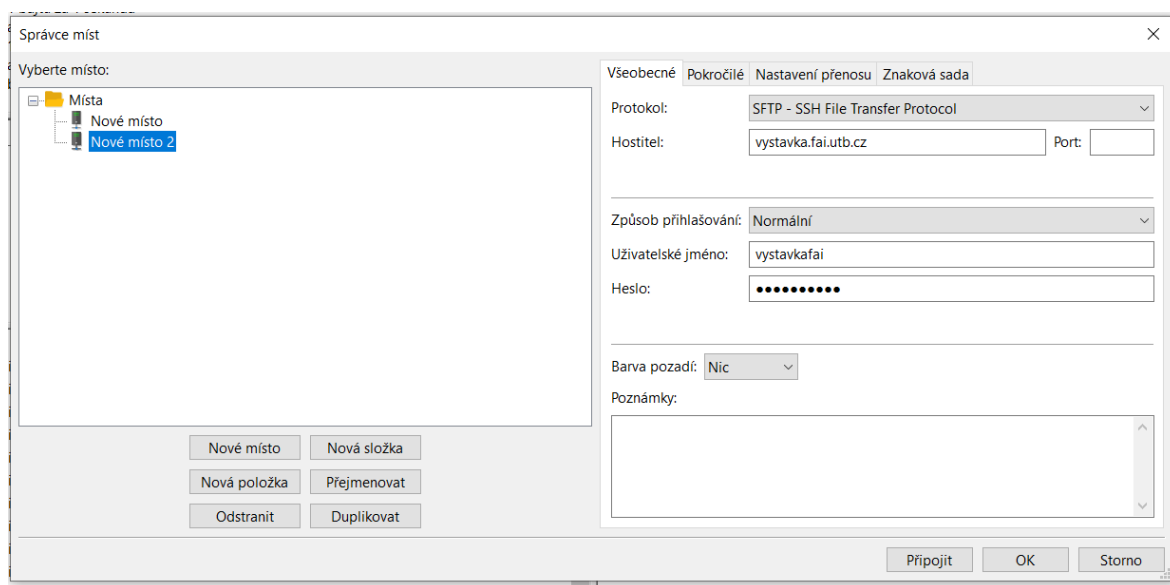 Správce míst
Vyberte místo:
Místa
Nové místo
Nové místo 2
Nové místo Nová složka
Nová položka Přejmenovat
Odstranit Duplikovat
Všeobecné Pokročilé Nastavení přenosu Znaková sada
Protokol: SFTP - SSH File Transfer Protocol
Hostitel: vystavka.fai.utb.cz Port:
Způsob přihlašování: Normální
Uživatelské jméno: vystavkafai
Heslo: ●●●●●●●●●●
Barva pozadí: Nic
Poznámky:
Připojit OK Storno